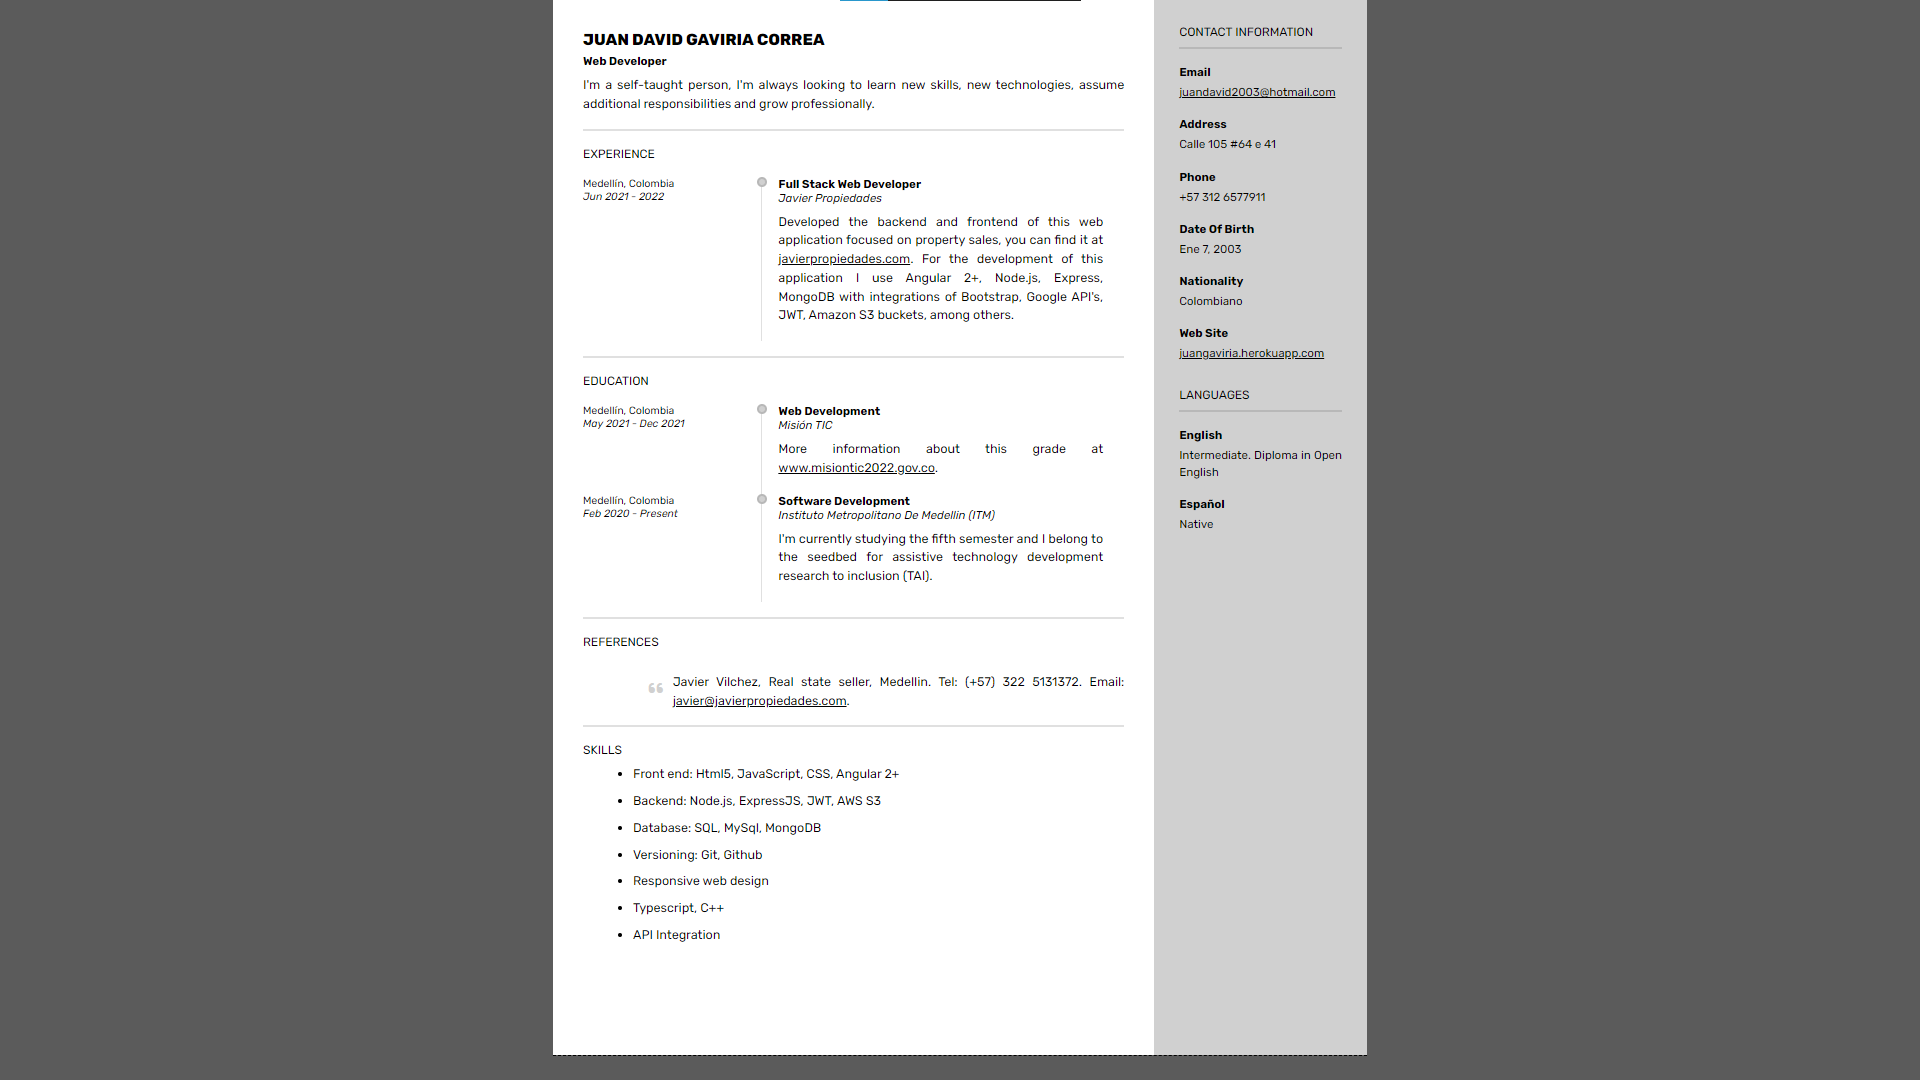 JUAN DAVID GAVIRIA CORREA
Web Developer
I'm a self-taught person, I'm always looking to learn new skills, new technologies, assume
additional responsibilities and grow professionally.
EXPERIENCE
Medellín, Colombia
Jun 2021 - 2022
Full Stack Web Developer
Javier Propiedades
Developed the backend and frontend of this web
application focused on property sales, you can find it at
javierpropiedades.com. For the development of this
application I use Angular 2+, Node.js, Express,
MongoDB with integrations of Bootstrap, Google API's,
JWT, Amazon S3 buckets, among others.
EDUCATION
Medellín, Colombia
May 2021 - Dec 2021
Web Development
Misión TIC
More information about this grade at
www.misiontic2022.gov.co.
Medellín, Colombia
Feb 2020 - Present
Software Development
Instituto Metropolitano De Medellin (ITM)
I'm currently studying the fifth semester and I belong to
the seedbed for assistive technology development
research to inclusion (TAI).
REFERENCES
Javier Vilchez, Real state seller, Medellin. Tel: (+57) 322 5131372. Email:
javier@javierpropiedades.com.
SKILLS
• Front end: Html5, JavaScript, CSS, Angular 2+
• Backend: Node.js, ExpressJS, JWT, AWS S3
• Database: SQL, MySql, MongoDB
• Versioning: Git, Github
• Responsive web design
• Typescript, C++
• API Integration
CONTACT INFORMATION
Email
juandavid2003@hotmail.com
Address
Calle 105 #64 e 41
Phone
+57 312 6577911
Date Of Birth
Ene 7, 2003
Nationality
Colombiano
Web Site
juangaviria.herokuapp.com
LANGUAGES
English
Intermediate. Diploma in Open
English
Español
Native